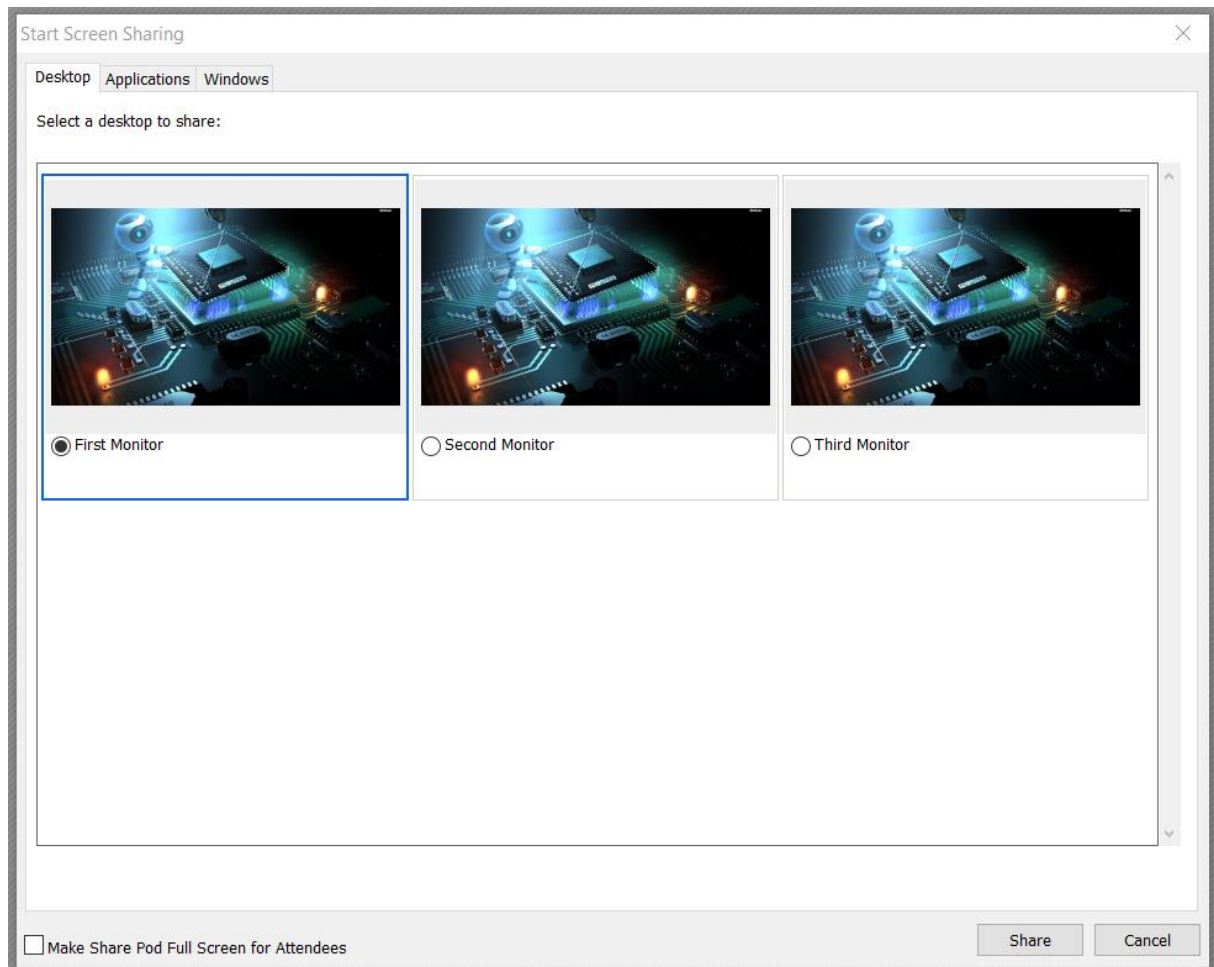 Start Screen Sharing
Desktop Applications Windows
Select a desktop to share:
First Monitor Second Monitor Third Monitor
Make Share Pod Full Screen for Attendees Share Cancel